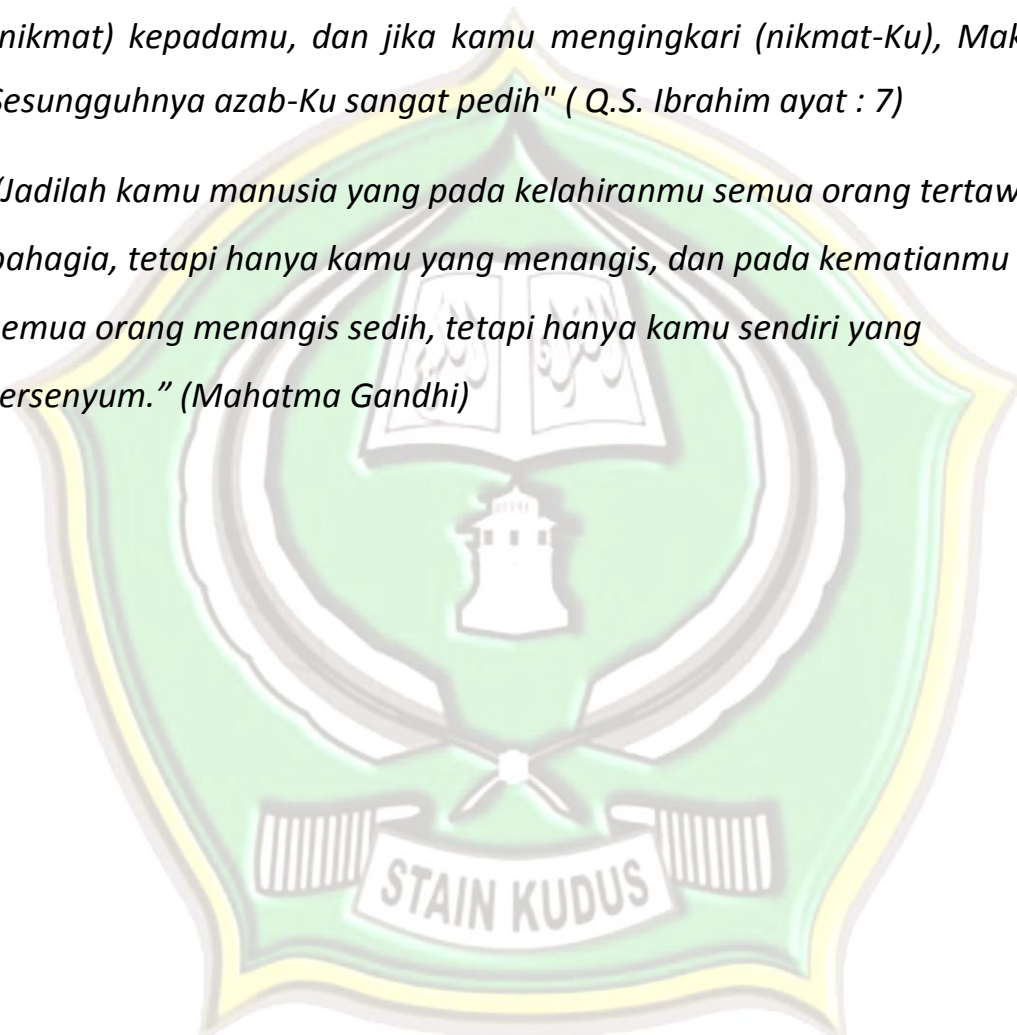 nikmat) kepadamu, dan jika kamu mengingkari (nikmat-Ku), Mak
Sesungguhnya azab-Ku sangat pedih" ( Q.S. Ibrahim ayat : 7)
“Jadilah kamu manusia yang pada kelahiranmu semua orang tertaw
bahagia, tetapi hanya kamu yang menangis, dan pada kematianmu
semua orang menangis sedih, tetapi hanya kamu sendiri yang
tersenyum.” (Mahatma Gandhi)
STAIN KUDUS